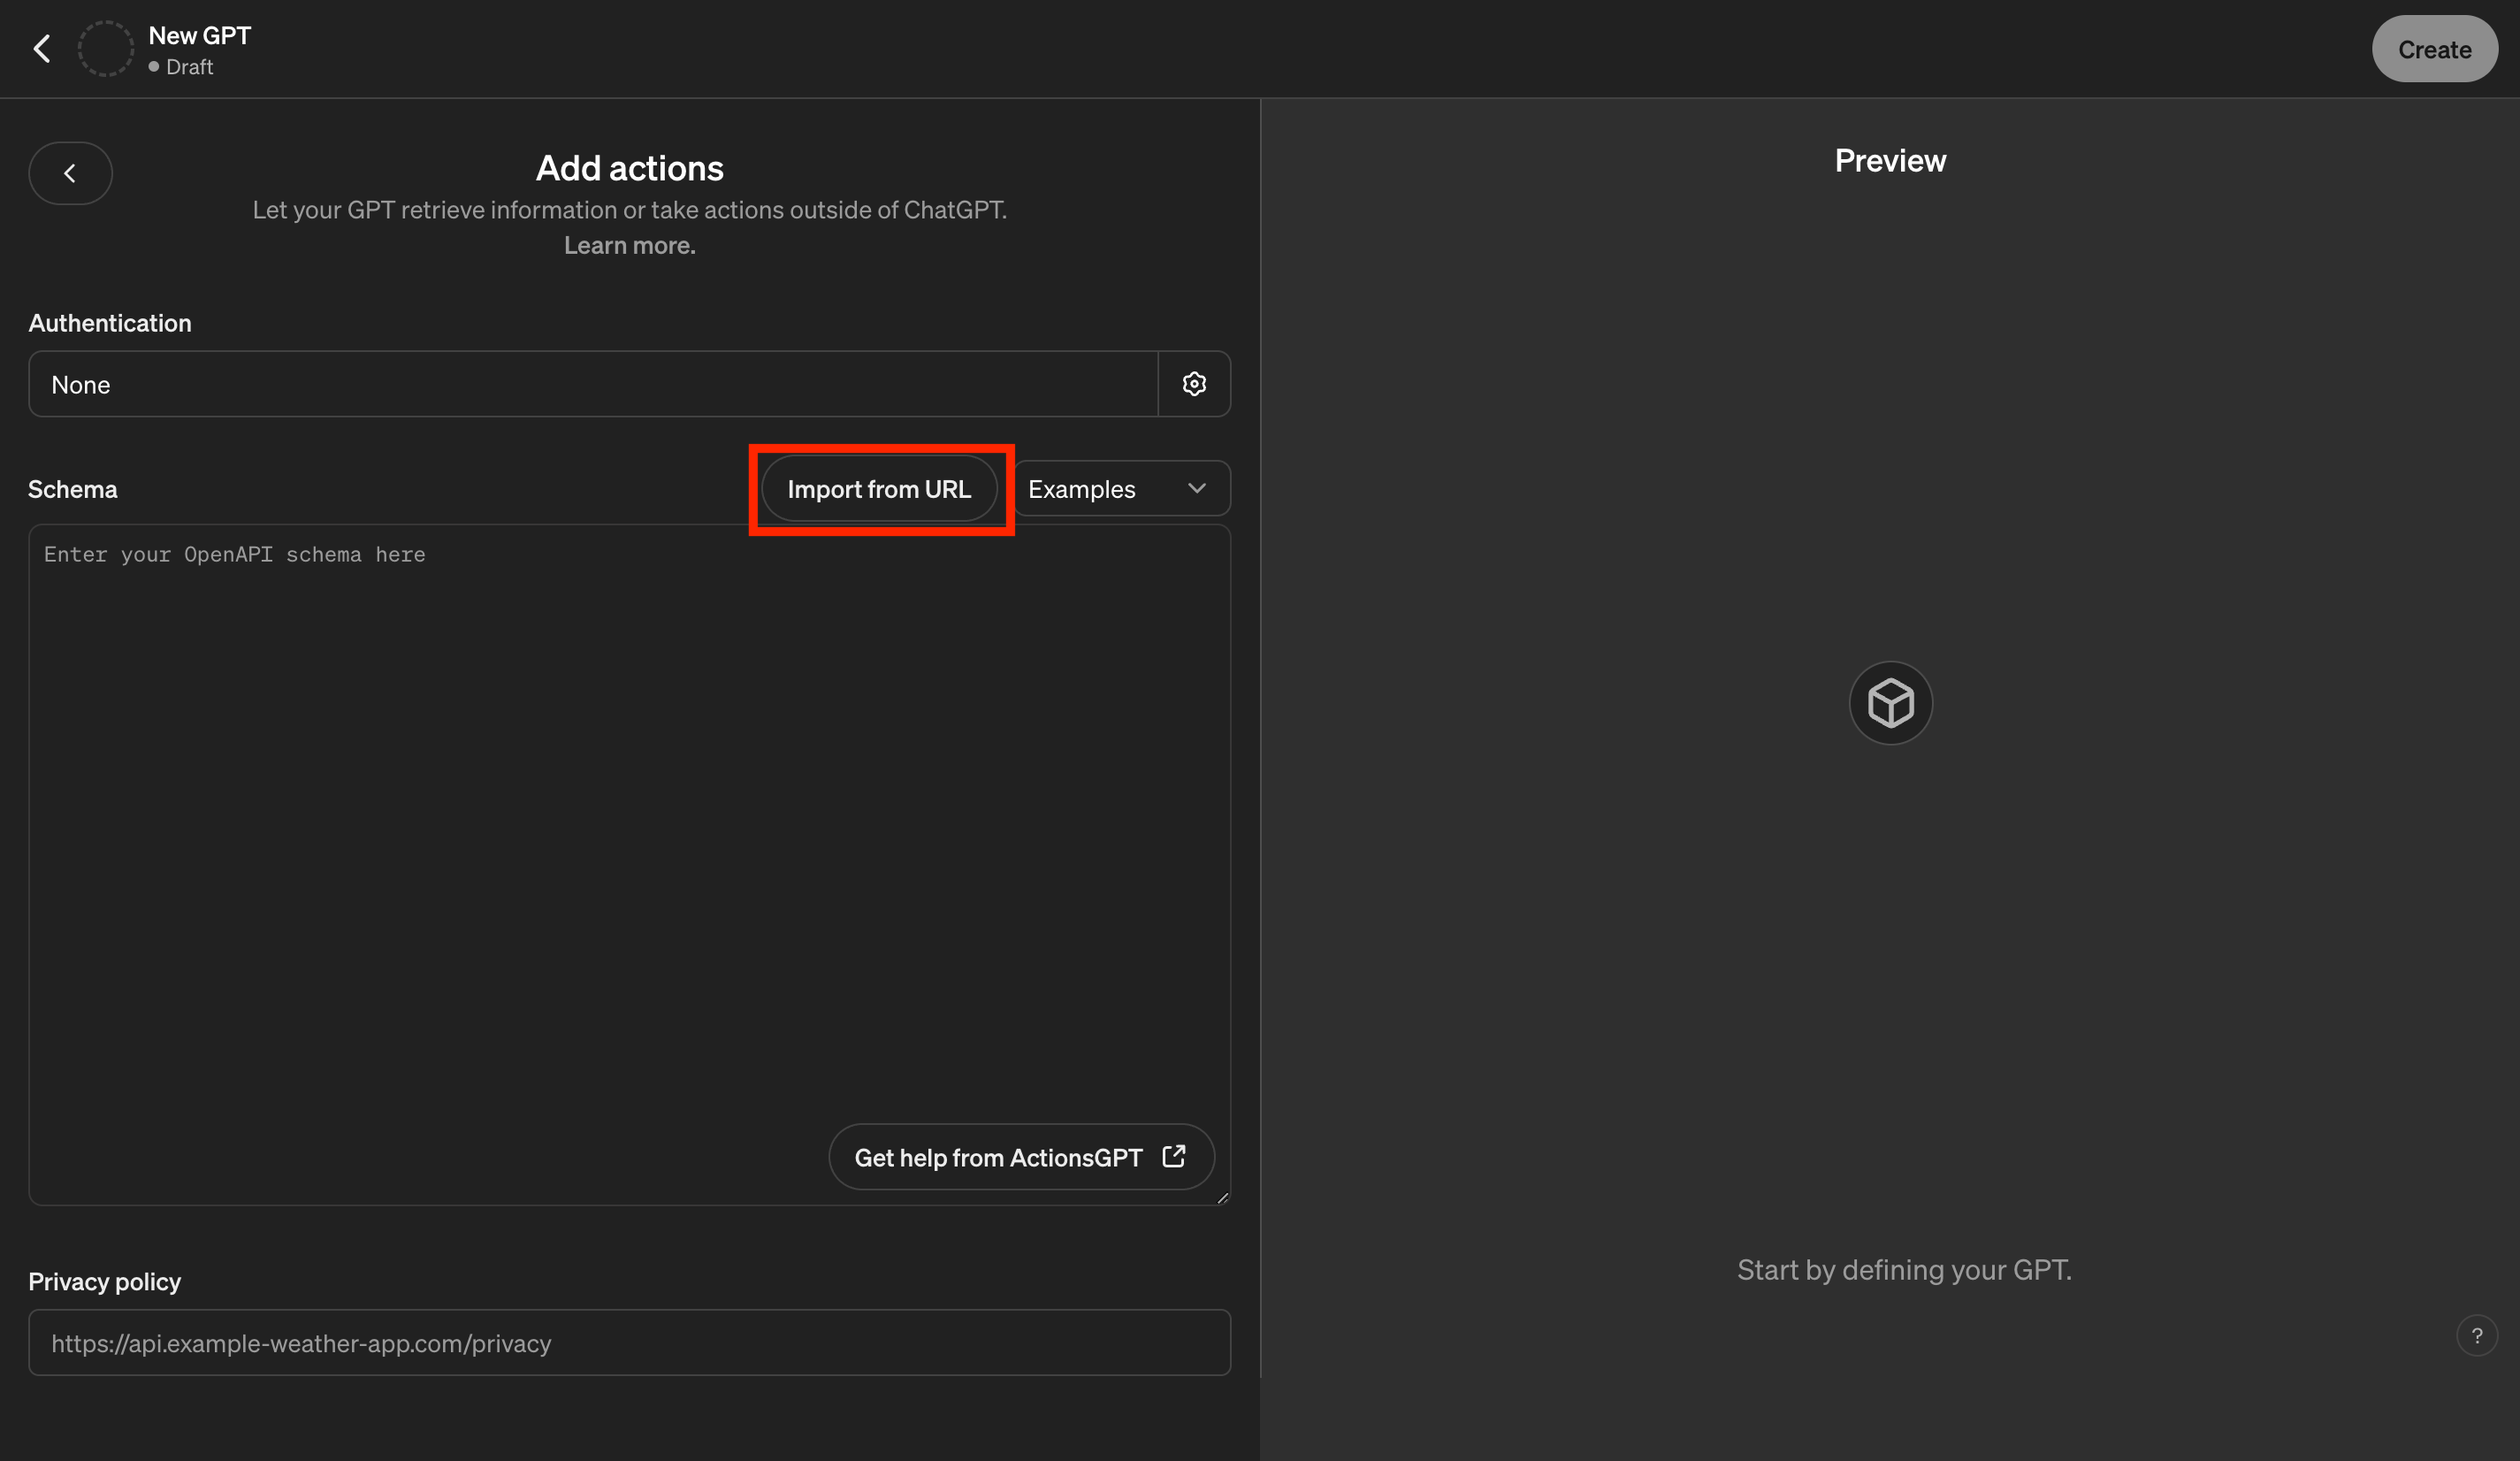 New GPT
Draft
Create
Add actions
Let your GPT retrieve information or take actions outside of ChatGPT.
Learn more.
Authentication
None
Schema
Import from URL
Examples
Enter your OpenAPI schema here
Get help from ActionsGPT
Privacy policy
https://api.example-weather-app.com/privacy
Preview
Start by defining your GPT.
?